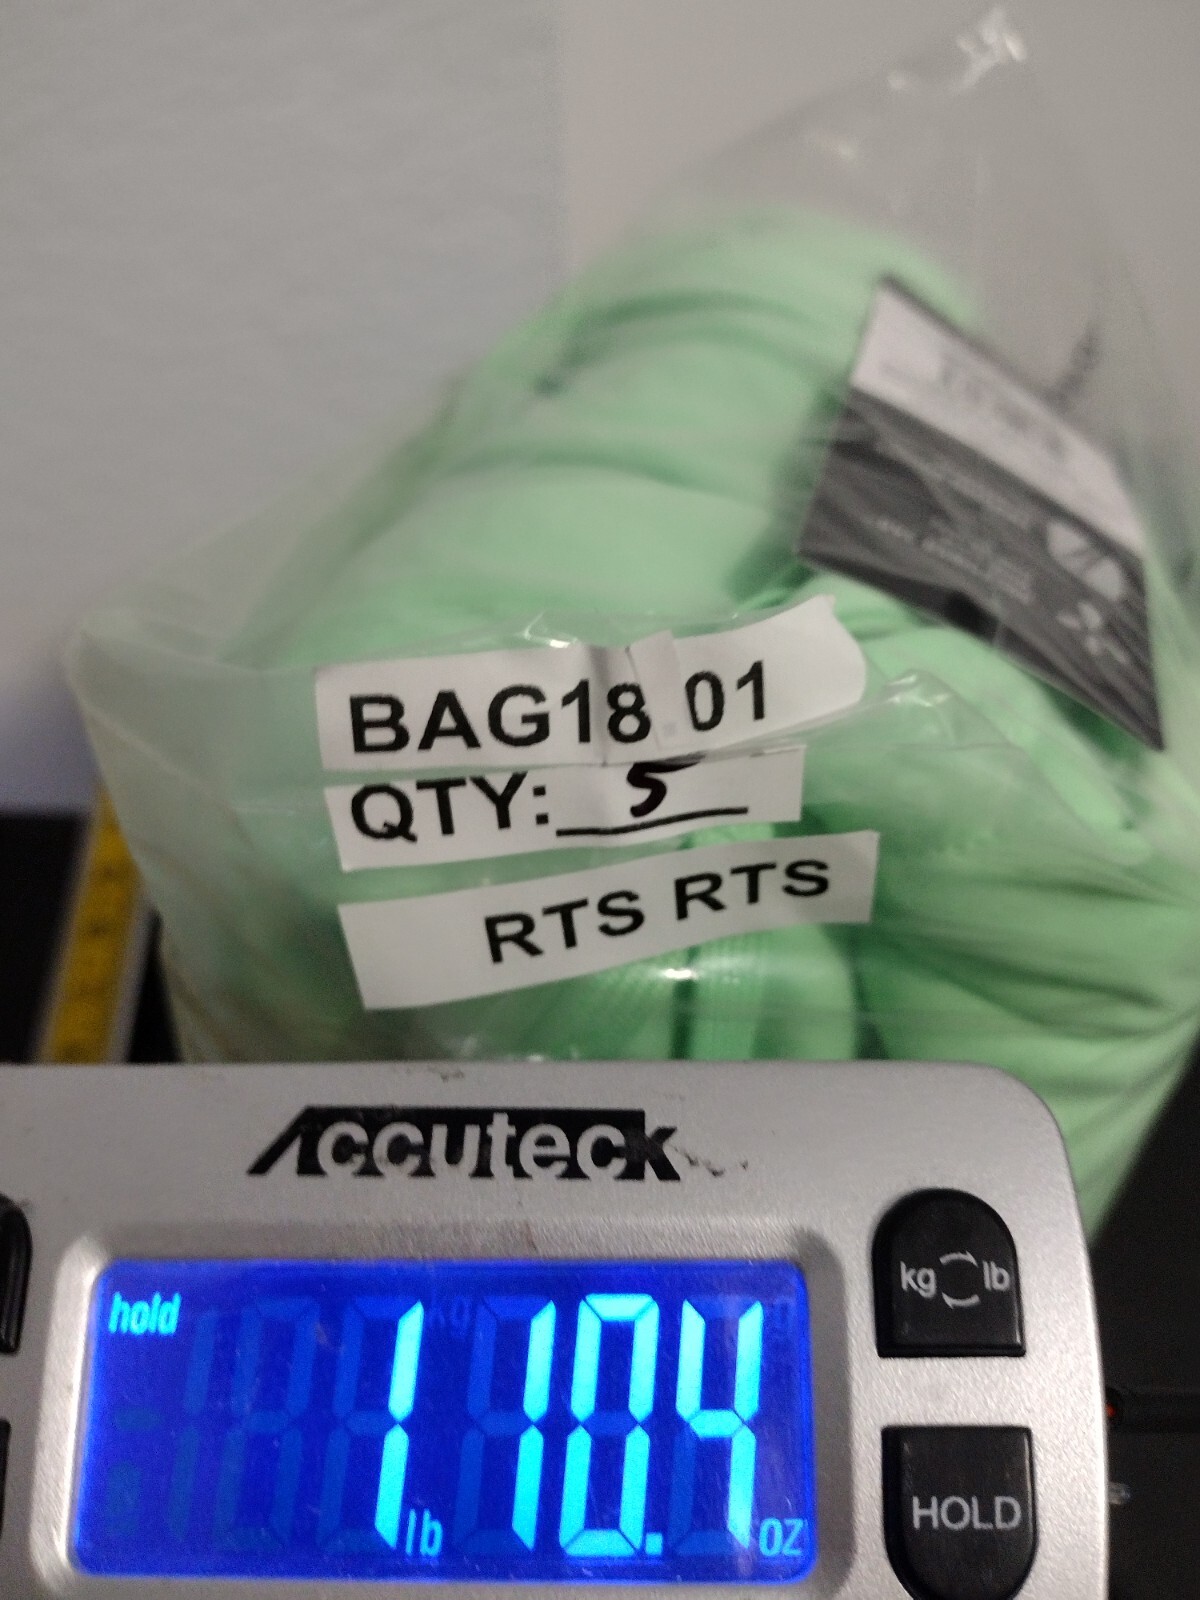 BAG18.01
QTY: 5
RTS RTS
Accuteck
kg lb
hold
1 lb 10.4 oz
HOLD